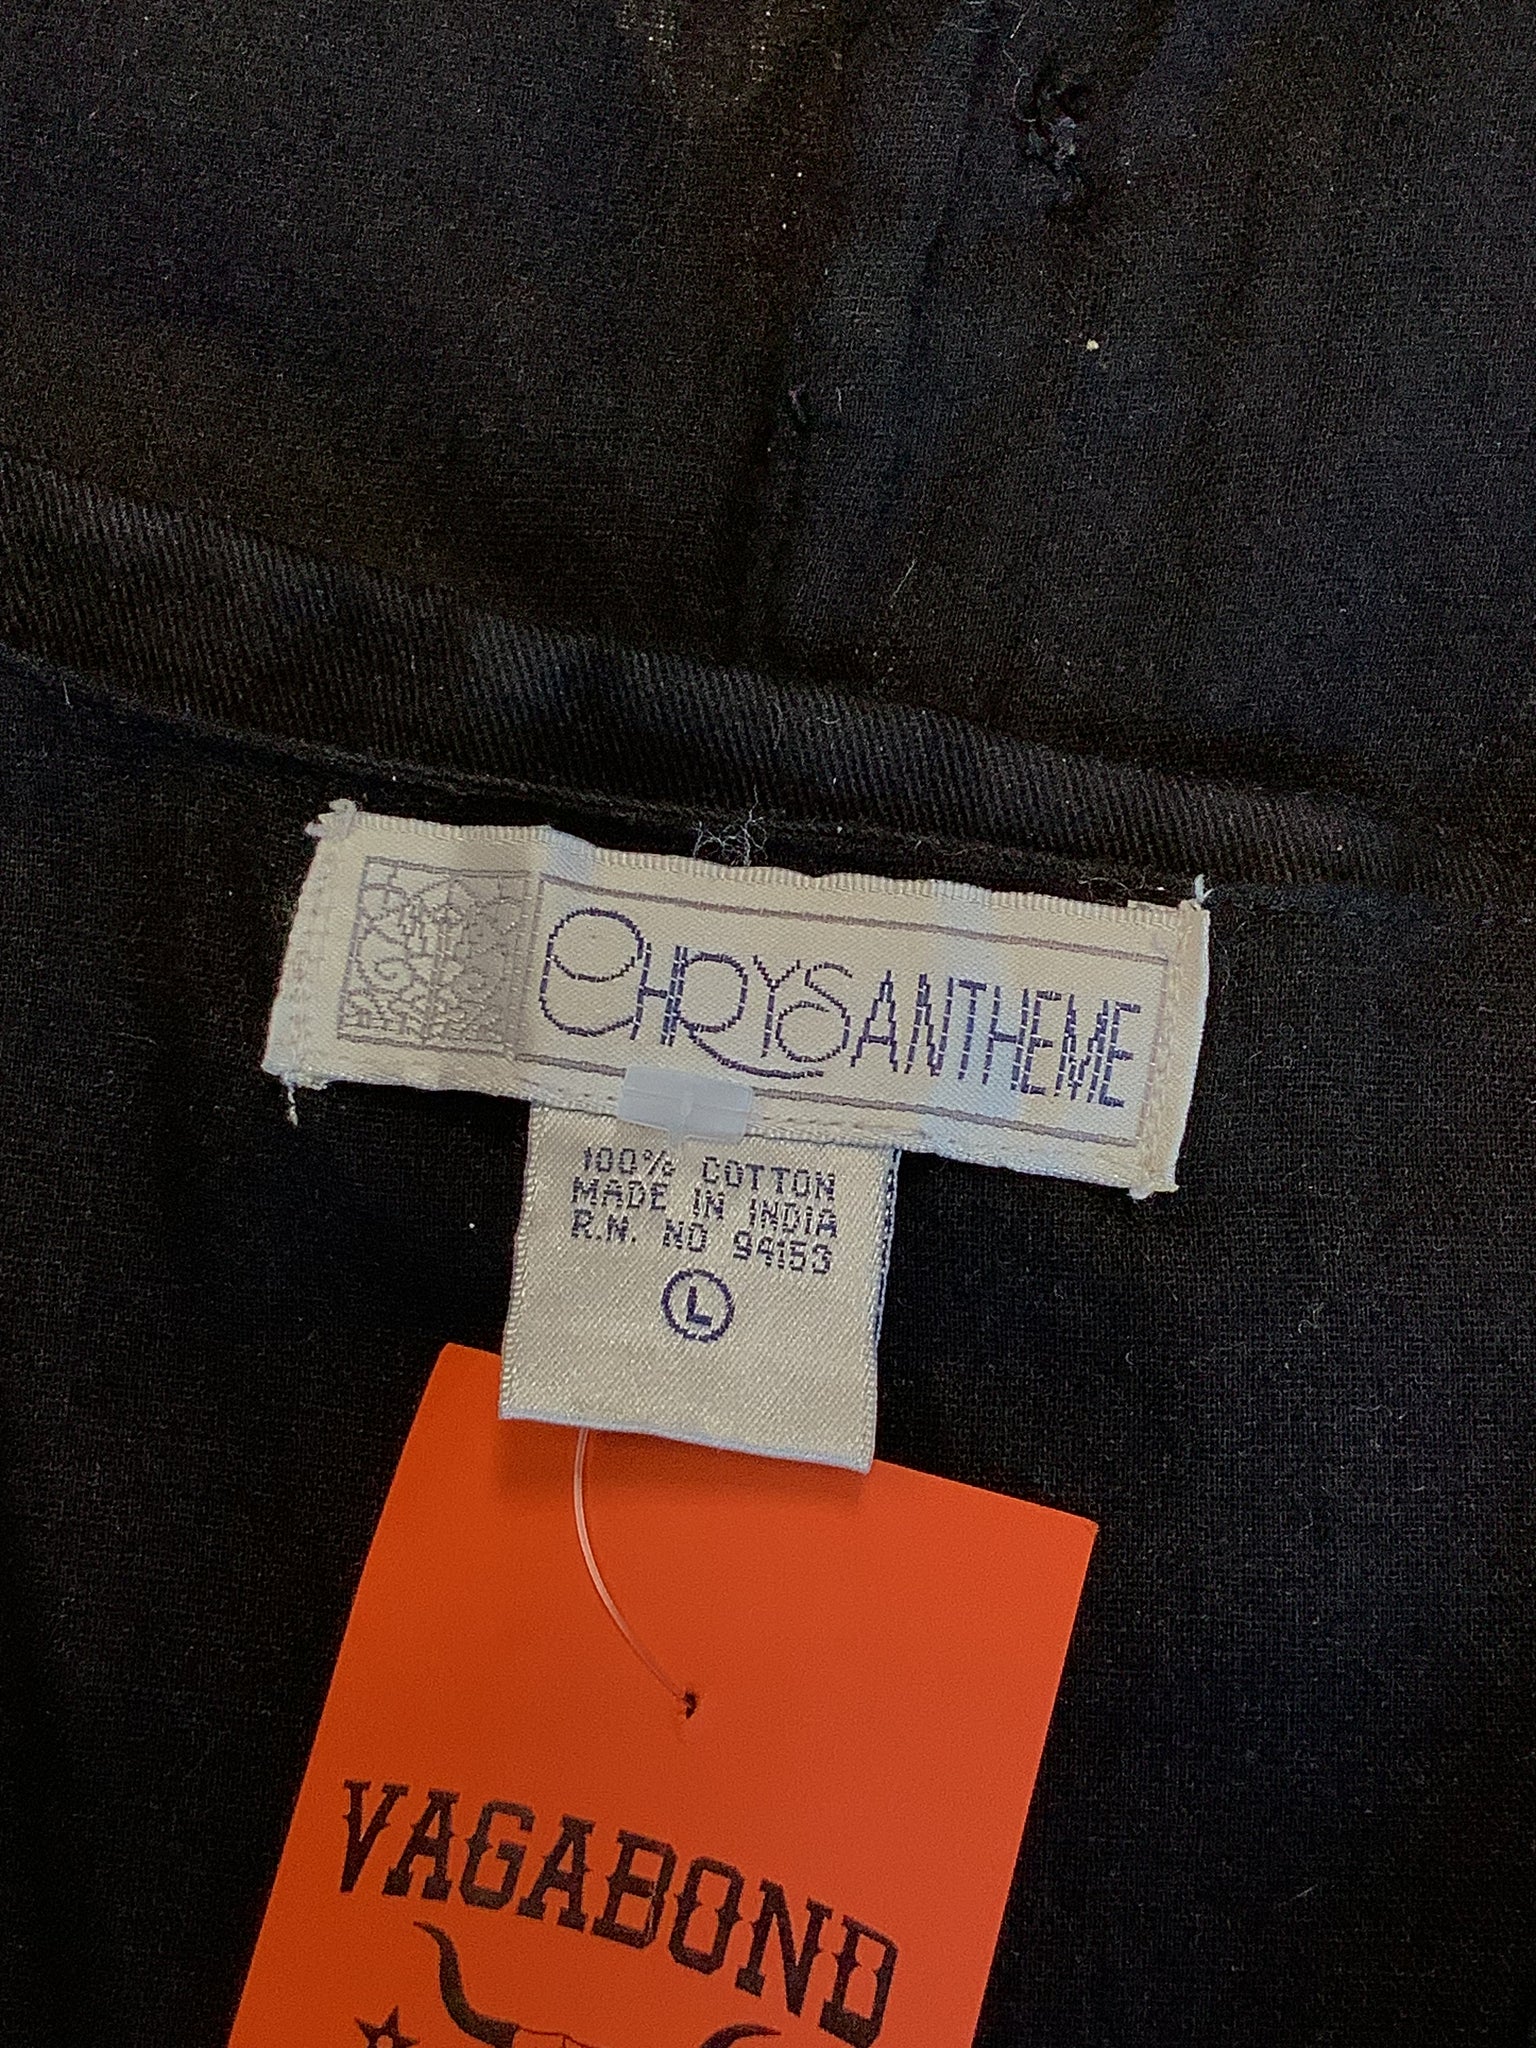 CHRYSANTHEME
100% COTTON
MADE IN INDIA
R.N. NO 94153
L
VAGABOND